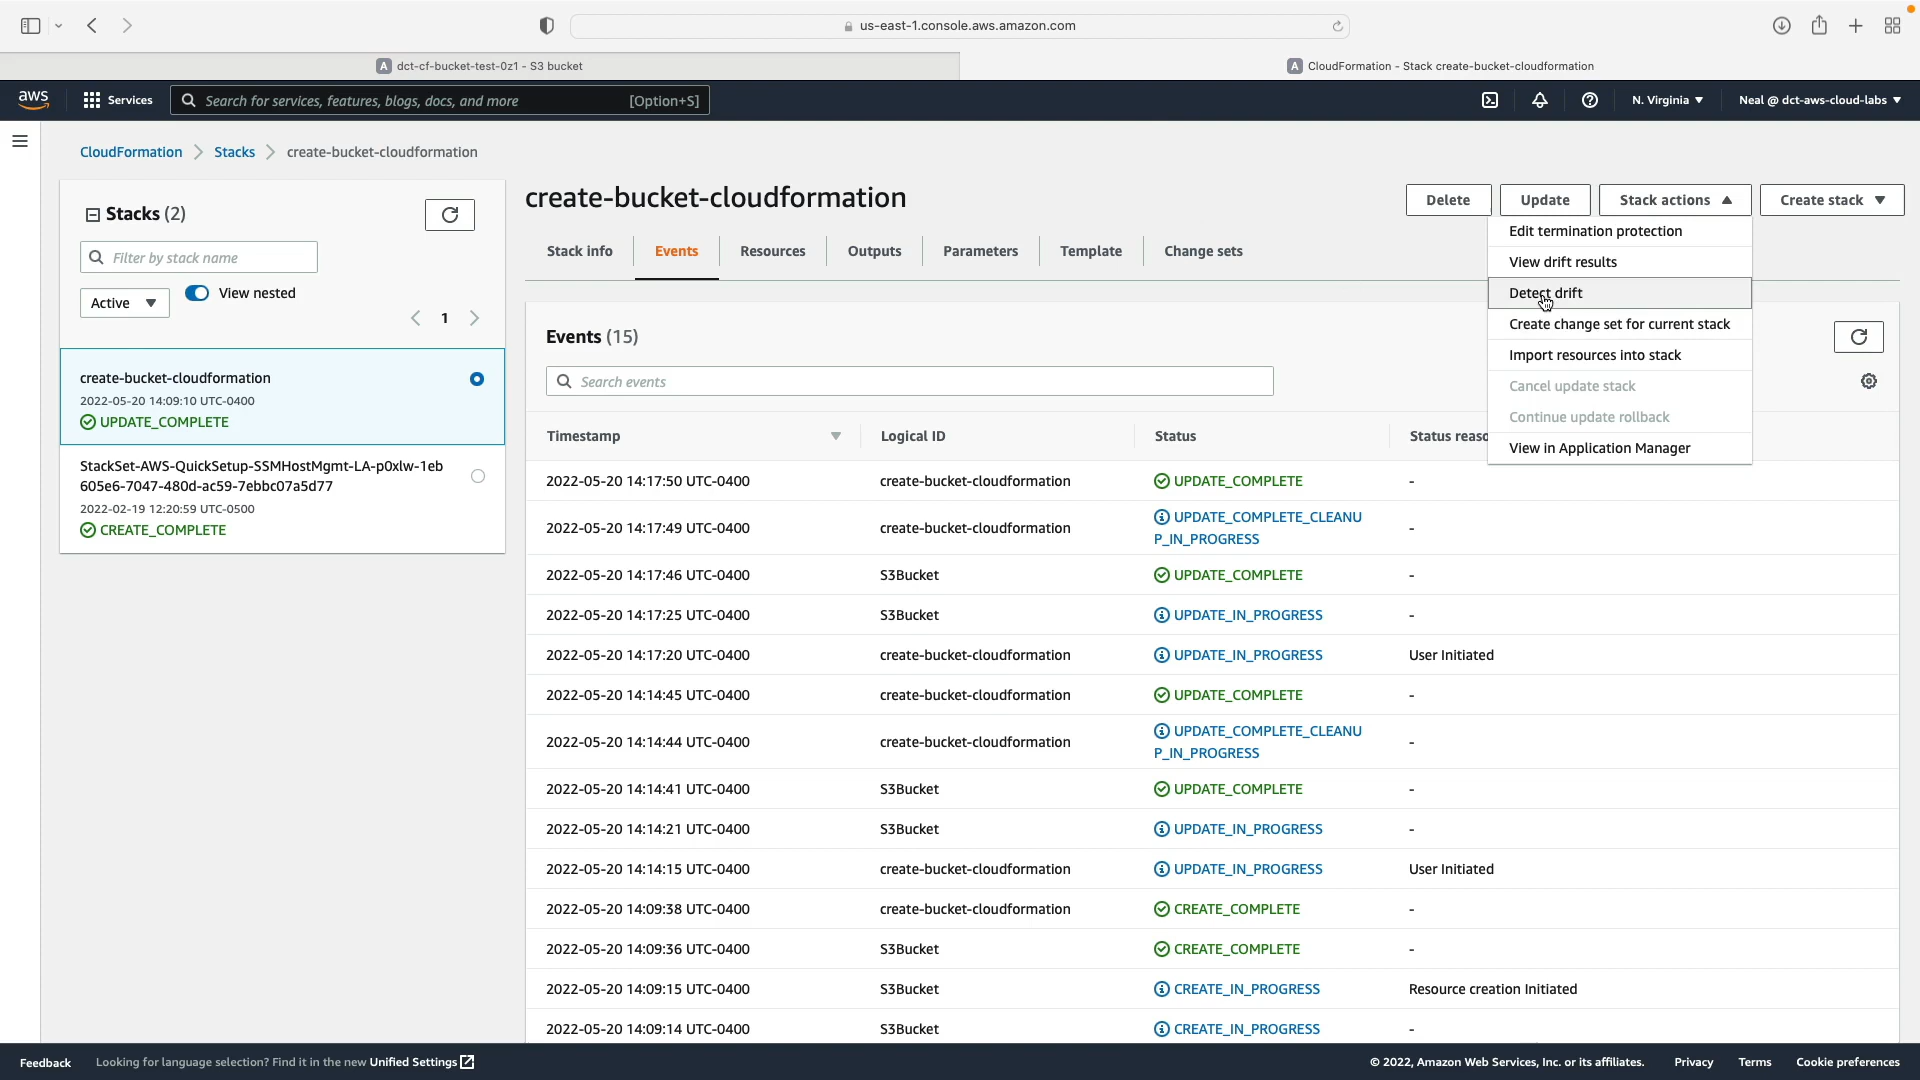 us-east-1.console.aws.amazon.com
dct-cf-bucket-test-0z1 - S3 bucket
CloudFormation - Stack create-bucket-cloudformation
aws
Services
Search for services, features, blogs, docs, and more
[Option+S]
N. Virginia
Neal @ dct-aws-cloud-labs
CloudFormation
Stacks
create-bucket-cloudformation
Stacks (2)
Filter by stack name
Active
View nested
1
create-bucket-cloudformation
2022-05-20 14:09:10 UTC-0400
UPDATE_COMPLETE
StackSet-AWS-QuickSetup-SSMHostMgmt-LA-p0xlw-1eb
605e6-7047-480d-ac59-7ebbc07a5d77
2022-02-19 12:20:59 UTC-0500
CREATE_COMPLETE
create-bucket-cloudformation
Delete
Update
Stack actions
Create stack
Edit termination protection
View drift results
Detect drift
Create change set for current stack
Import resources into stack
Cancel update stack
Continue update rollback
View in Application Manager
Stack info
Events
Resources
Outputs
Parameters
Template
Change sets
Events (15)
Search events
Timestamp
Logical ID
Status
Status reaso
2022-05-20 14:17:50 UTC-0400 create-bucket-cloudformation UPDATE_COMPLETE -
2022-05-20 14:17:49 UTC-0400 create-bucket-cloudformation UPDATE_COMPLETE_CLEANU -
P_IN_PROGRESS
2022-05-20 14:17:46 UTC-0400 S3Bucket UPDATE_COMPLETE -
2022-05-20 14:17:25 UTC-0400 S3Bucket UPDATE_IN_PROGRESS -
2022-05-20 14:17:20 UTC-0400 create-bucket-cloudformation UPDATE_IN_PROGRESS User Initiated
2022-05-20 14:14:45 UTC-0400 create-bucket-cloudformation UPDATE_COMPLETE -
2022-05-20 14:14:44 UTC-0400 create-bucket-cloudformation UPDATE_COMPLETE_CLEANU -
P_IN_PROGRESS
2022-05-20 14:14:41 UTC-0400 S3Bucket UPDATE_COMPLETE -
2022-05-20 14:14:21 UTC-0400 S3Bucket UPDATE_IN_PROGRESS -
2022-05-20 14:14:15 UTC-0400 create-bucket-cloudformation UPDATE_IN_PROGRESS User Initiated
2022-05-20 14:09:38 UTC-0400 create-bucket-cloudformation CREATE_COMPLETE -
2022-05-20 14:09:36 UTC-0400 S3Bucket CREATE_COMPLETE -
2022-05-20 14:09:15 UTC-0400 S3Bucket CREATE_IN_PROGRESS Resource creation Initiated
2022-05-20 14:09:14 UTC-0400 S3Bucket CREATE_IN_PROGRESS -
Feedback
Looking for language selection? Find it in the new Unified Settings
© 2022, Amazon Web Services, Inc. or its affiliates.
Privacy
Terms
Cookie preferences